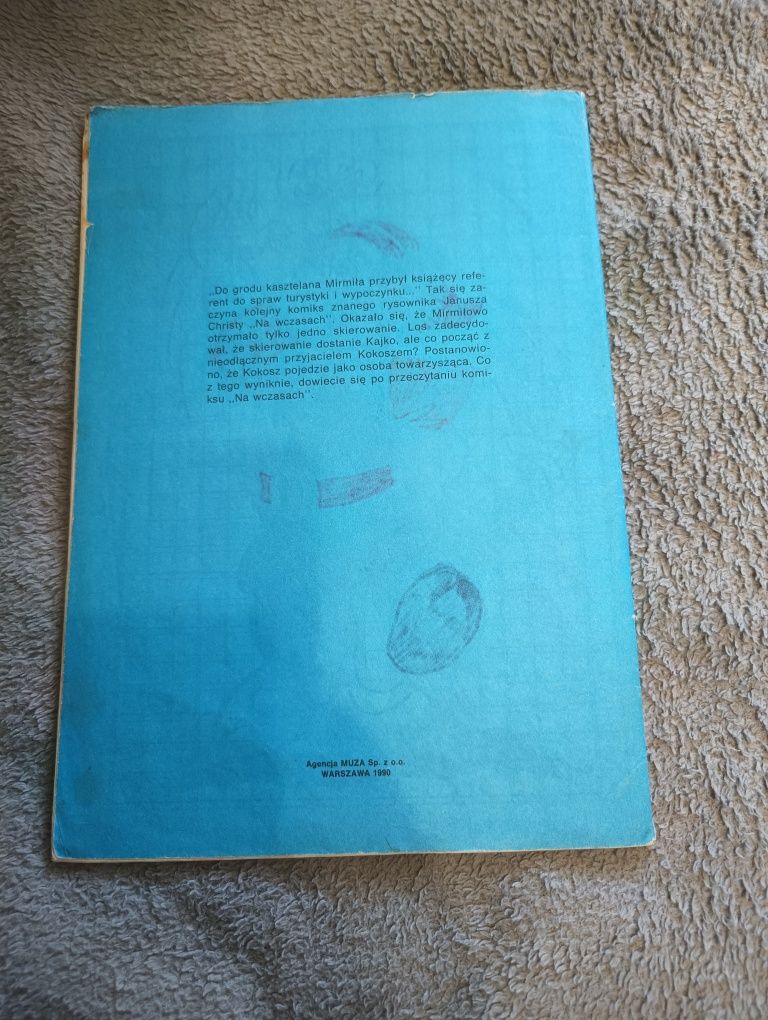 ,,Do grodu kasztelana Mirmiła przybył książęcy refe-
rent do spraw turystyki i wypoczynku..." Tak się za-
czyna kolejny komiks znanego rysownika Janusza
Christy ,,Na wczasach". Okazało się, że Mirmiłowo
otrzymało tylko jedno skierowanie. Los zadecydo-
wał, że skierowanie dostanie Kajko, ale co począć z
nieodłącznym przyjacielem Kokoszem? Postanowio-
no, że Kokosz pojedzie jako osoba towarzysząca. Co
z tego wyniknie, dowiecie się po przeczytaniu komi-
ksu ,,Na wczasach".
Agencja MUZA Sp. z o.o.
WARSZAWA 1990